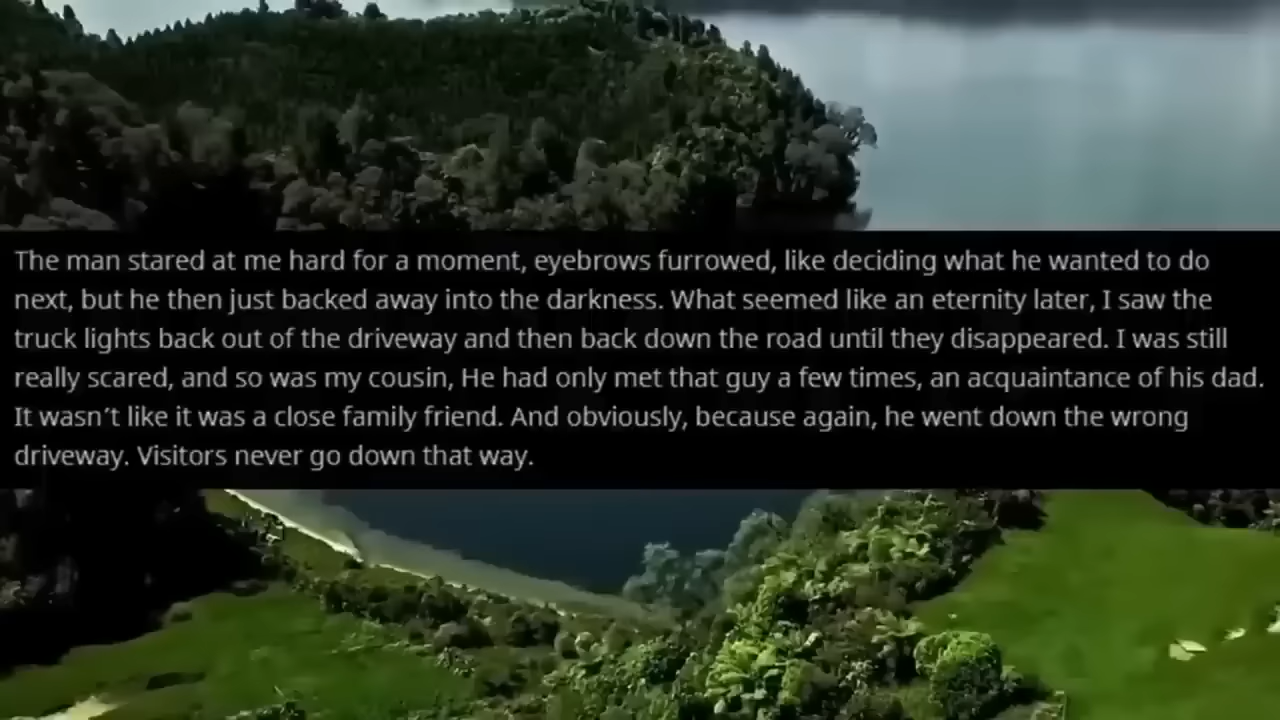 The man stared at me hard for a moment, eyebrows furrowed, like deciding what he wanted to do
next, but he then just backed away into the darkness. What seemed like an eternity later, I saw the
truck lights back out of the driveway and then back down the road until they disappeared. I was still
really scared, and so was my cousin, He had only met that guy a few times, an acquaintance of his dad.
It wasn't like it was a close family friend. And obviously, because again, he went down the wrong
driveway. Visitors never go down that way.